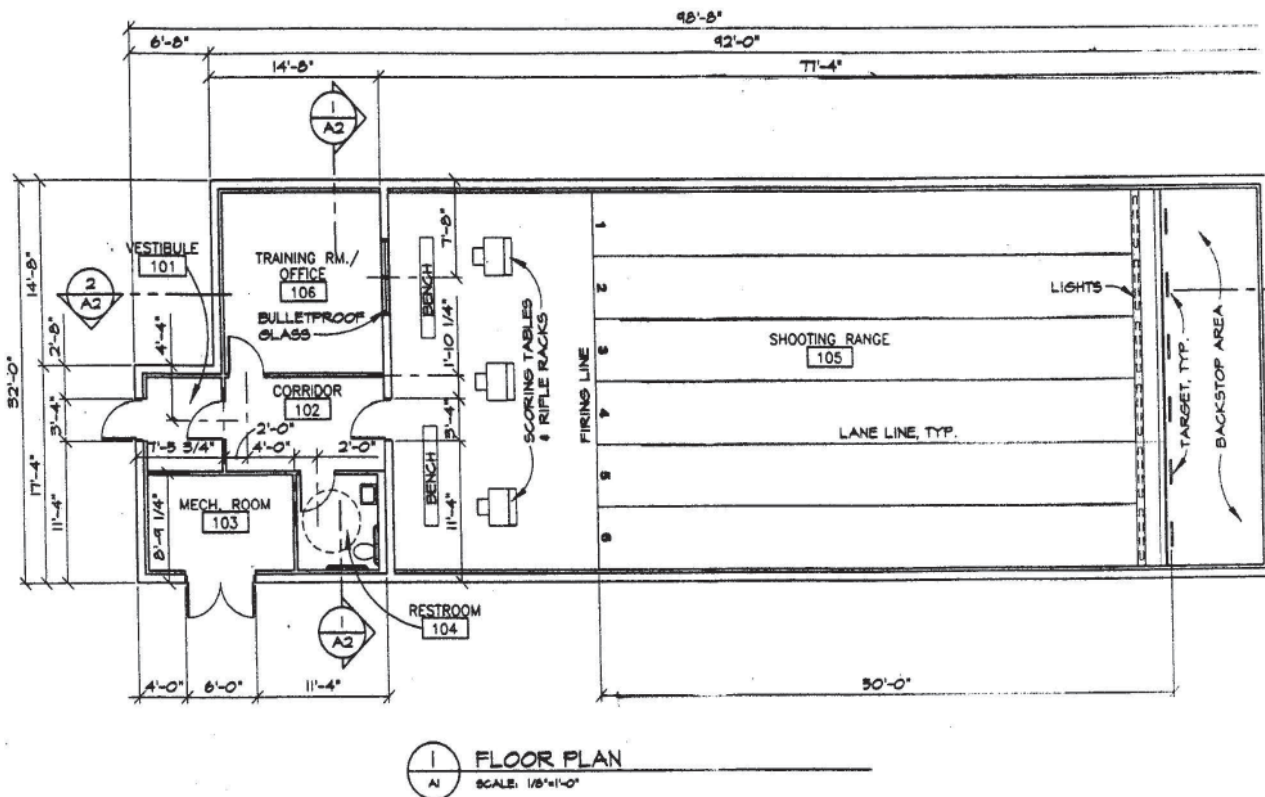 98'-8"
6'-8"
92'-0"
14'-8"
77'-4"
1
A2
32'-0"
14'-8"
2'-8"
3'-4"
17'-4"
11'-4"
VESTIBULE
101
2
A2
4'-4"
TRAINING RM./
OFFICE
106
BULLETPROOF
GLASS
CORRIDOR
102
2'-0"
7'-5 3/4"
4'-0"
2'-0"
MECH. ROOM
103
8'-9 1/4"
BENCH
BENCH
7'-8"
11'-10 1/4"
3'-4"
11'-4"
SCORING TABLES
& RIFLE RACKS
FIRING LINE
1
2
3
4
5
6
SHOOTING RANGE
105
LANE LINE, TYP.
LIGHTS
TARGET, TYP.
BACKSTOP AREA
RESTROOM
104
1
A2
4'-0"
6'-0"
11'-4"
50'-0"
1
A1
FLOOR PLAN
SCALE: 1/8"=1'-0"